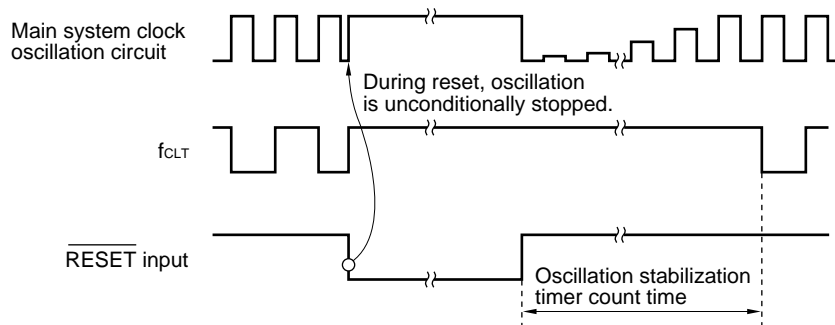 Main system clock
oscillation circuit
During reset, oscillation
is unconditionally stopped.
fCLT
RESET input
Oscillation stabilization
timer count time